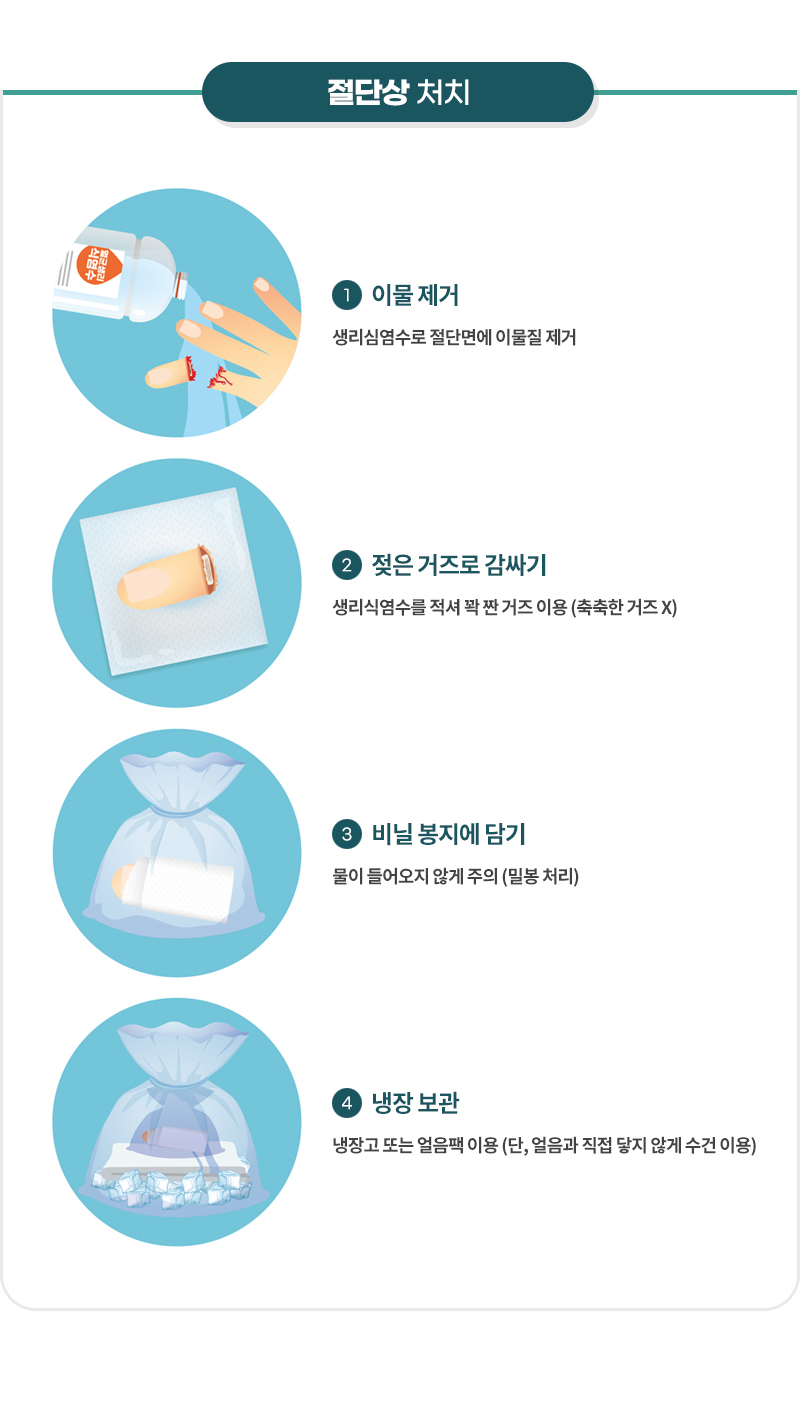 절단상 처치
멸균생리
식염수
1 이물 제거
생리심염수로 절단면에 이물질 제거
2 젖은 거즈로 감싸기
생리식염수를 적셔 꽉 짠 거즈 이용 (축축한 거즈 X)
3 비닐 봉지에 담기
물이 들어오지 않게 주의 (밀봉 처리)
4 냉장 보관
냉장고 또는 얼음팩 이용 (단, 얼음과 직접 닿지 않게 수건 이용)